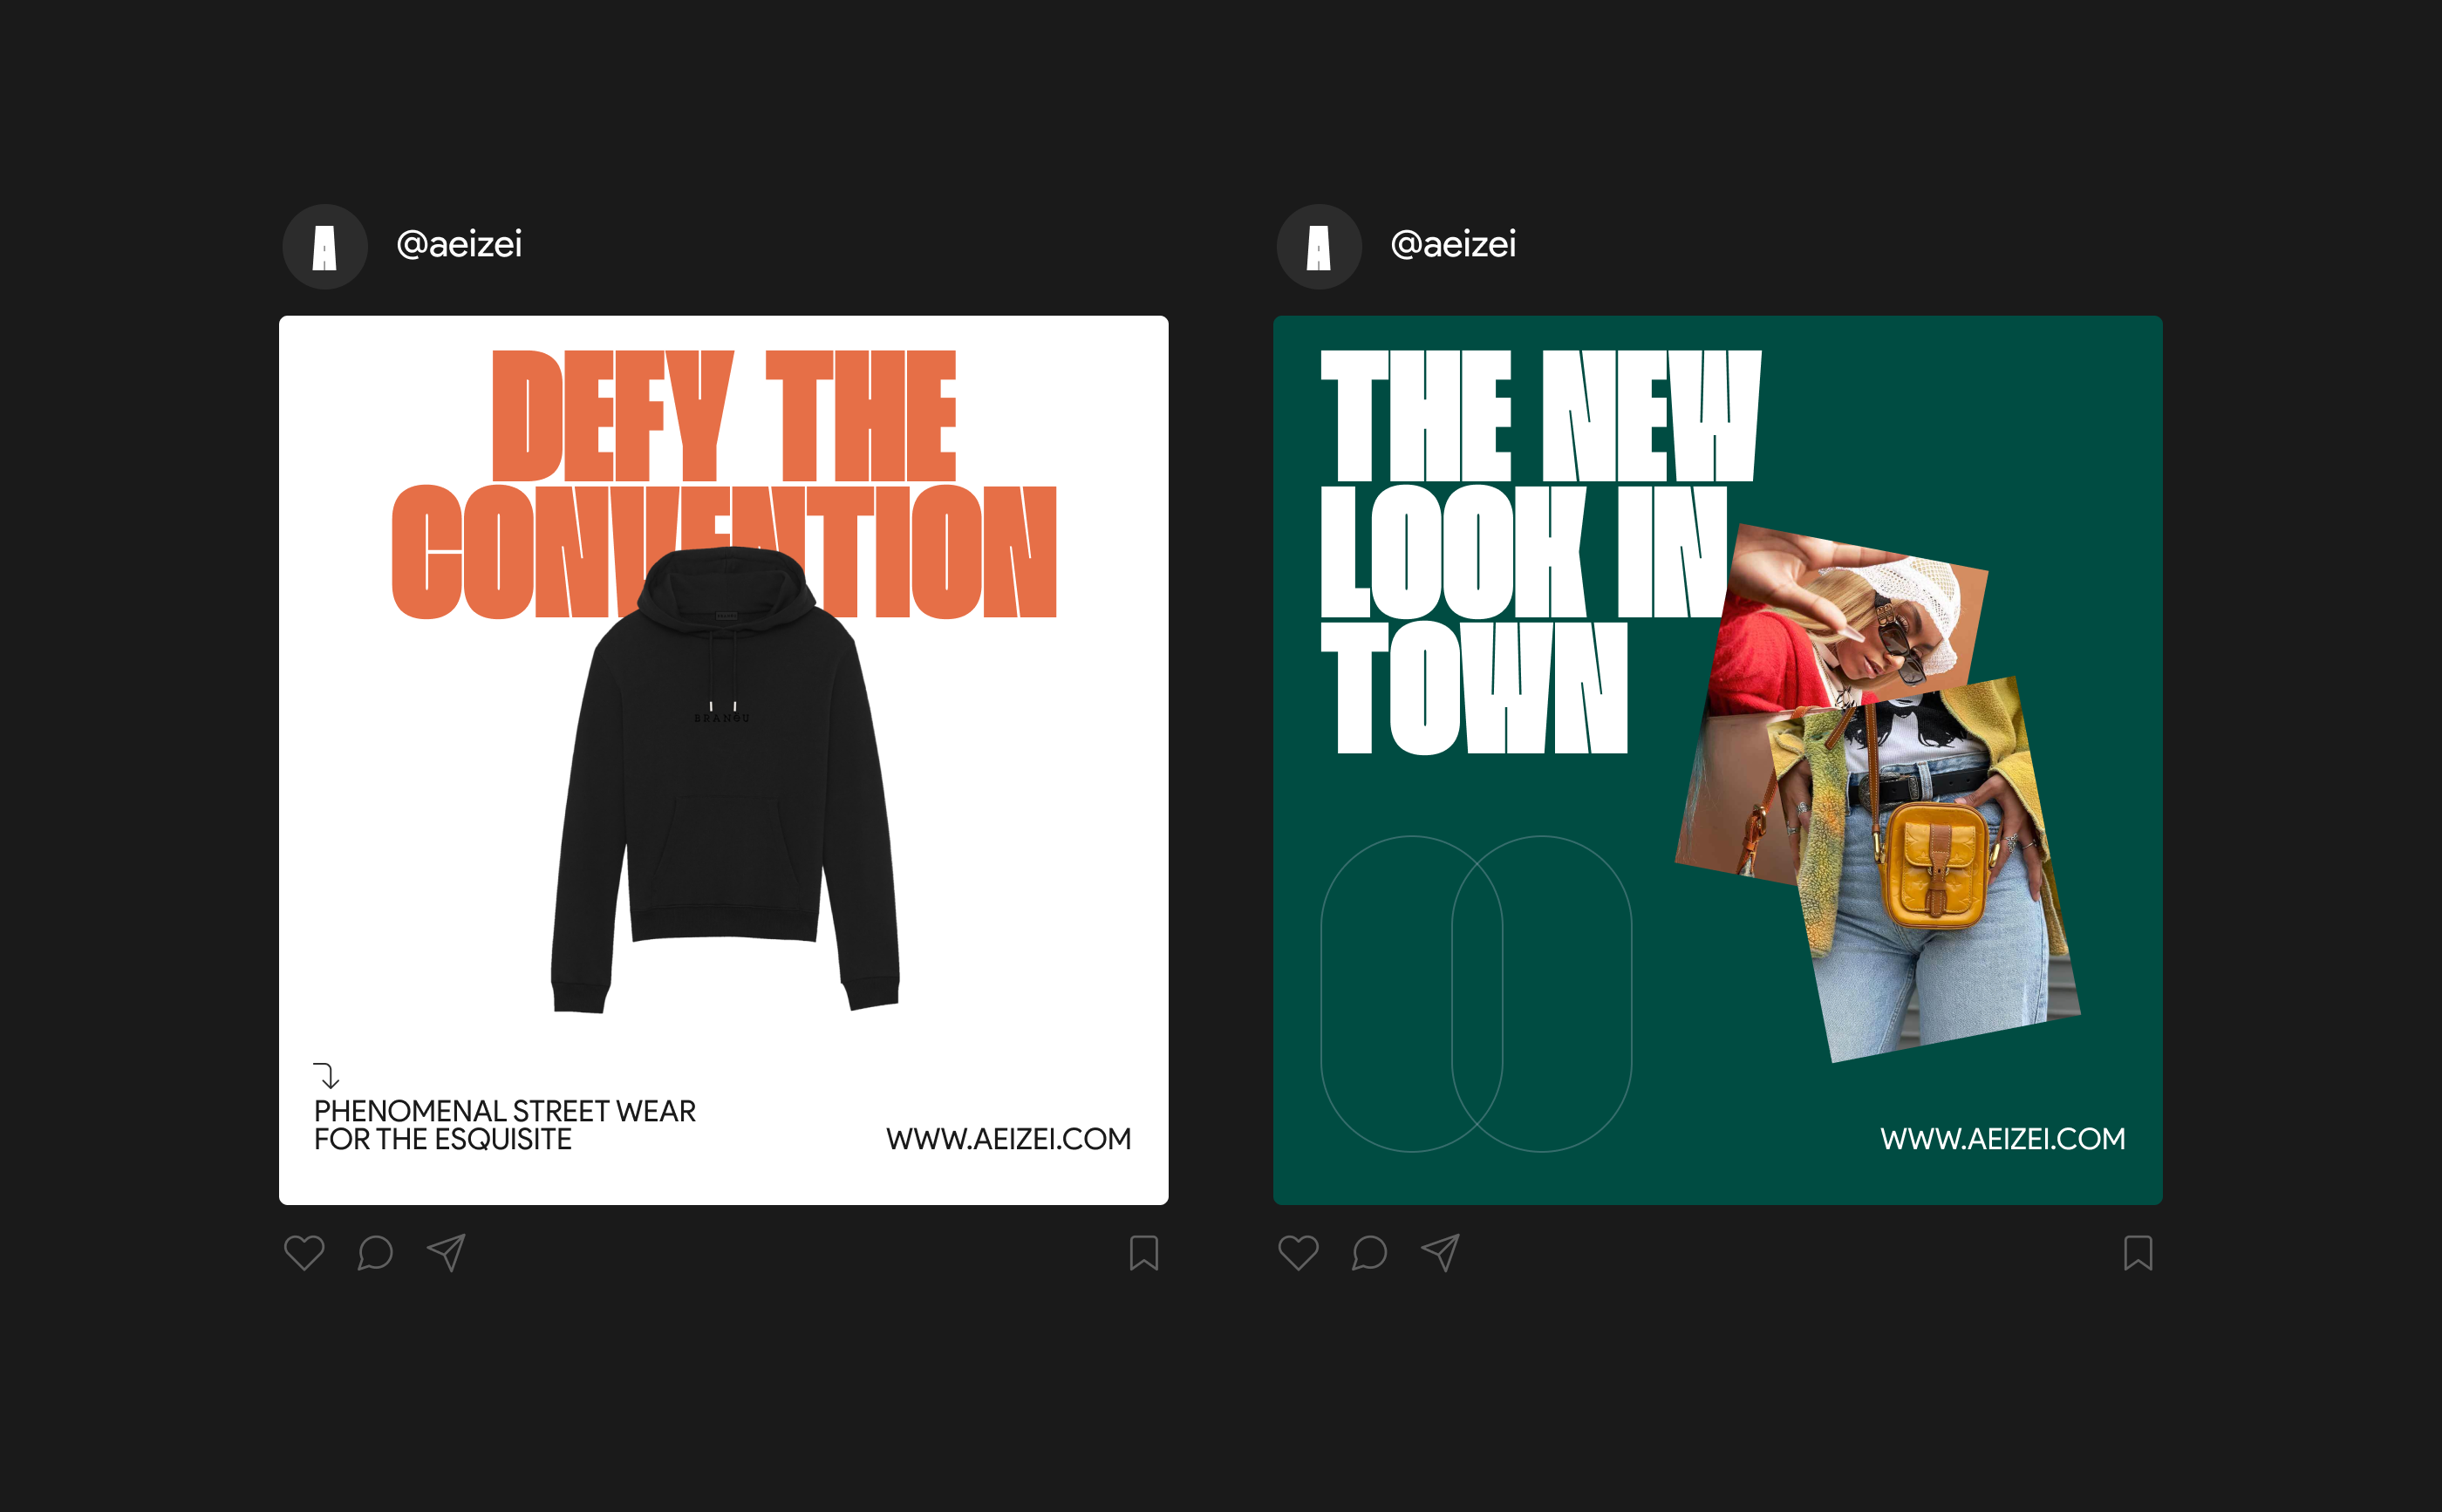 @aeizei
DEFY THE
CONVENTION
BRANGU
PHENOMENAL STREET WEAR
FOR THE ESQUISITE
WWW.AEIZEI.COM
@aeizei
THE NEW
LOOK IN
TOWN
WWW.AEIZEI.COM